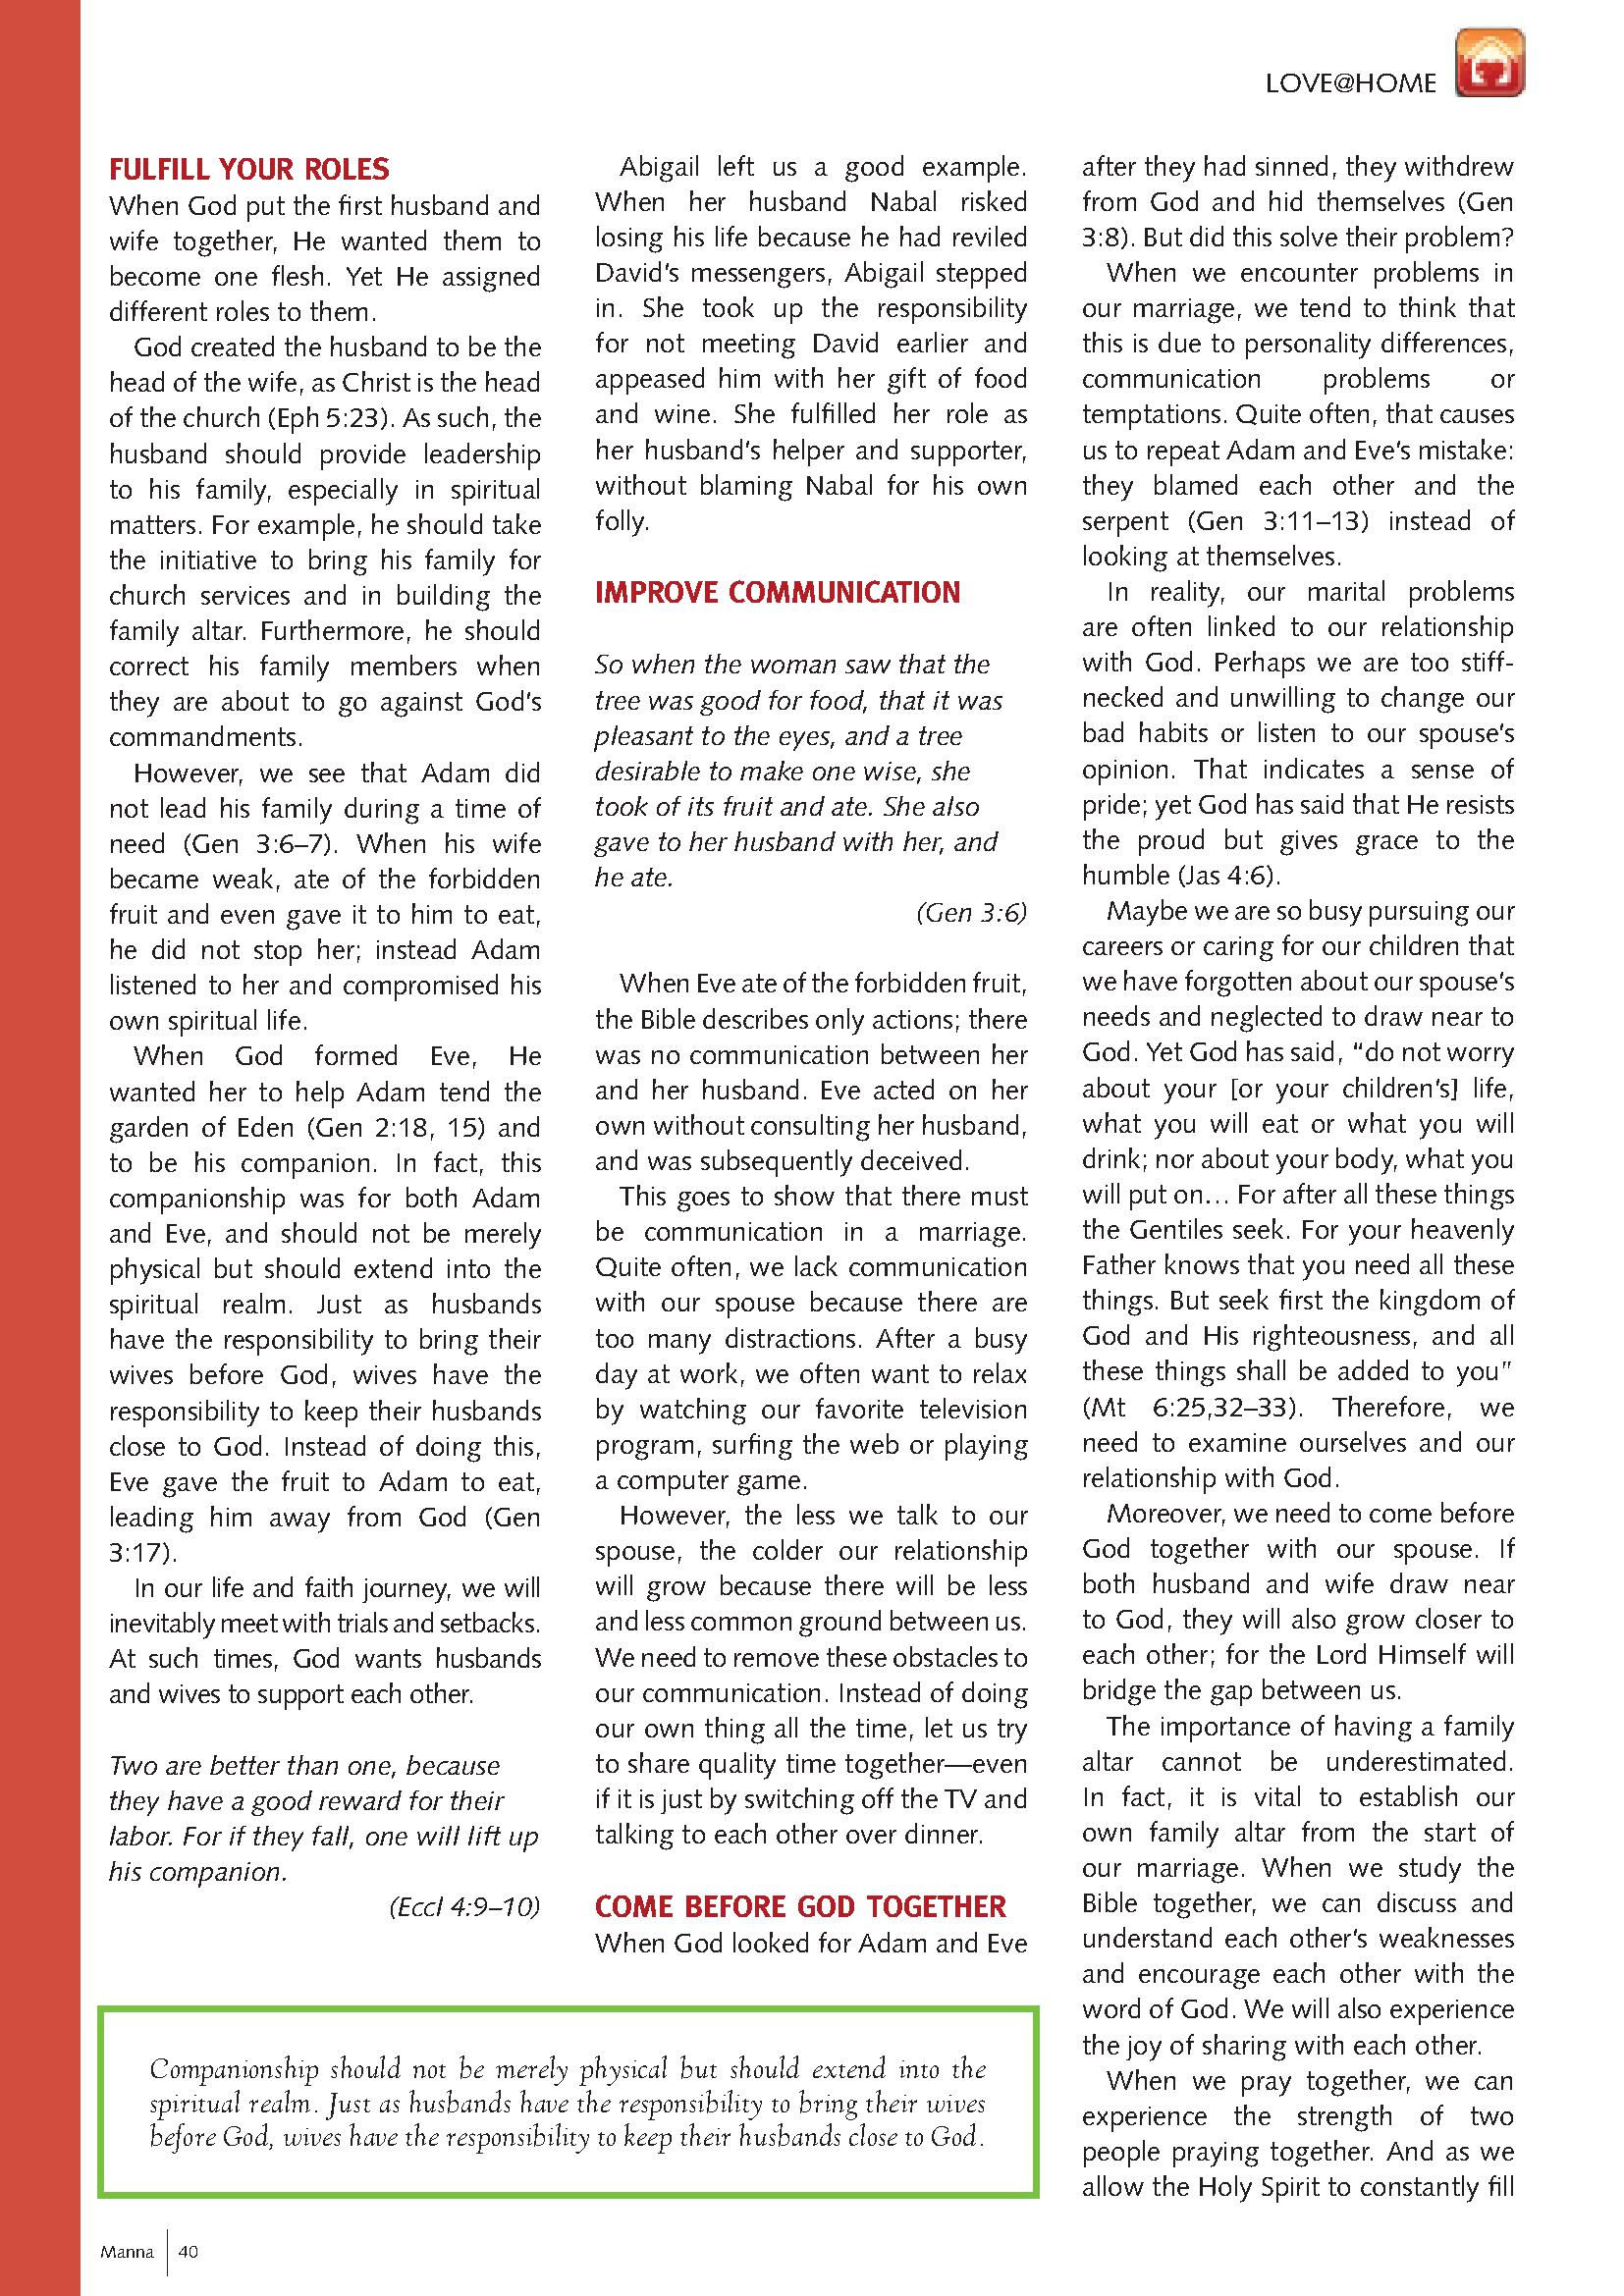 LOVE@HOME
FULFILL YOUR ROLES
When God put the first husband and
wife together, He wanted them to
become one flesh. Yet He assigned
different roles to them.
God created the husband to be the
head of the wife, as Christ is the head
of the church (Eph 5:23). As such, the
husband should provide leadership
to his family, especially in spiritual
matters. For example, he should take
the initiative to bring his family for
church services and in building the
family altar. Furthermore, he should
correct his family members when
they are about to go against God's
commandments.
However, we see that Adam did
not lead his family during a time of
need (Gen 3:6–7). When his wife
became weak, ate of the forbidden
fruit and even gave it to him to eat,
he did not stop her; instead Adam
listened to her and compromised his
own spiritual life.
When God formed Eve, He
wanted her to help Adam tend the
garden of Eden (Gen 2:18, 15) and
to be his companion. In fact, this
companionship was for both Adam
and Eve, and should not be merely
physical but should extend into the
spiritual realm. Just as husbands
have the responsibility to bring their
wives before God, wives have the
responsibility to keep their husbands
close to God. Instead of doing this,
Eve gave the fruit to Adam to eat,
leading him away from God (Gen
3:17).
In our life and faith journey, we will
inevitably meet with trials and setbacks.
At such times, God wants husbands
and wives to support each other.
Two are better than one, because
they have a good reward for their
labor. For if they fall, one will lift up
his companion.
(Eccl 4:9–10)
Abigail left us a good example.
When her husband Nabal risked
losing his life because he had reviled
David's messengers, Abigail stepped
in. She took up the responsibility
for not meeting David earlier and
appeased him with her gift of food
and wine. She fulfilled her role as
her husband's helper and supporter,
without blaming Nabal for his own
folly.
IMPROVE COMMUNICATION
So when the woman saw that the
tree was good for food, that it was
pleasant to the eyes, and a tree
desirable to make one wise, she
took of its fruit and ate. She also
gave to her husband with her, and
he ate.
(Gen 3:6)
When Eve ate of the forbidden fruit,
the Bible describes only actions; there
was no communication between her
and her husband. Eve acted on her
own without consulting her husband,
and was subsequently deceived.
This goes to show that there must
be communication in a marriage.
Quite often, we lack communication
with our spouse because there are
too many distractions. After a busy
day at work, we often want to relax
by watching our favorite television
program, surfing the web or playing
a computer game.
However, the less we talk to our
spouse, the colder our relationship
will grow because there will be less
and less common ground between us.
We need to remove these obstacles to
our communication. Instead of doing
our own thing all the time, let us try
to share quality time together—even
if it is just by switching off the TV and
talking to each other over dinner.
COME BEFORE GOD TOGETHER
When God looked for Adam and Eve
after they had sinned, they withdrew
from God and hid themselves (Gen
3:8). But did this solve their problem?
When we encounter problems in
our marriage, we tend to think that
this is due to personality differences,
communication problems or
temptations. Quite often, that causes
us to repeat Adam and Eve's mistake:
they blamed each other and the
serpent (Gen 3:11–13) instead of
looking at themselves.
In reality, our marital problems
are often linked to our relationship
with God. Perhaps we are too stiff-
necked and unwilling to change our
bad habits or listen to our spouse's
opinion. That indicates a sense of
pride; yet God has said that He resists
the proud but gives grace to the
humble (Jas 4:6).
Maybe we are so busy pursuing our
careers or caring for our children that
we have forgotten about our spouse's
needs and neglected to draw near to
God. Yet God has said, "do not worry
about your [or your children's] life,
what you will eat or what you will
drink; nor about your body, what you
will put on… For after all these things
the Gentiles seek. For your heavenly
Father knows that you need all these
things. But seek first the kingdom of
God and His righteousness, and all
these things shall be added to you"
(Mt 6:25,32–33). Therefore, we
need to examine ourselves and our
relationship with God.
Moreover, we need to come before
God together with our spouse. If
both husband and wife draw near
to God, they will also grow closer to
each other; for the Lord Himself will
bridge the gap between us.
The importance of having a family
altar cannot be underestimated.
In fact, it is vital to establish our
own family altar from the start of
our marriage. When we study the
Bible together, we can discuss and
understand each other's weaknesses
and encourage each other with the
word of God. We will also experience
the joy of sharing with each other.
When we pray together, we can
experience the strength of two
people praying together. And as we
allow the Holy Spirit to constantly fill
Companionship should not be merely physical but should extend into the
spiritual realm. Just as husbands have the responsibility to bring their wives
before God, wives have the responsibility to keep their husbands close to God.
Manna 40